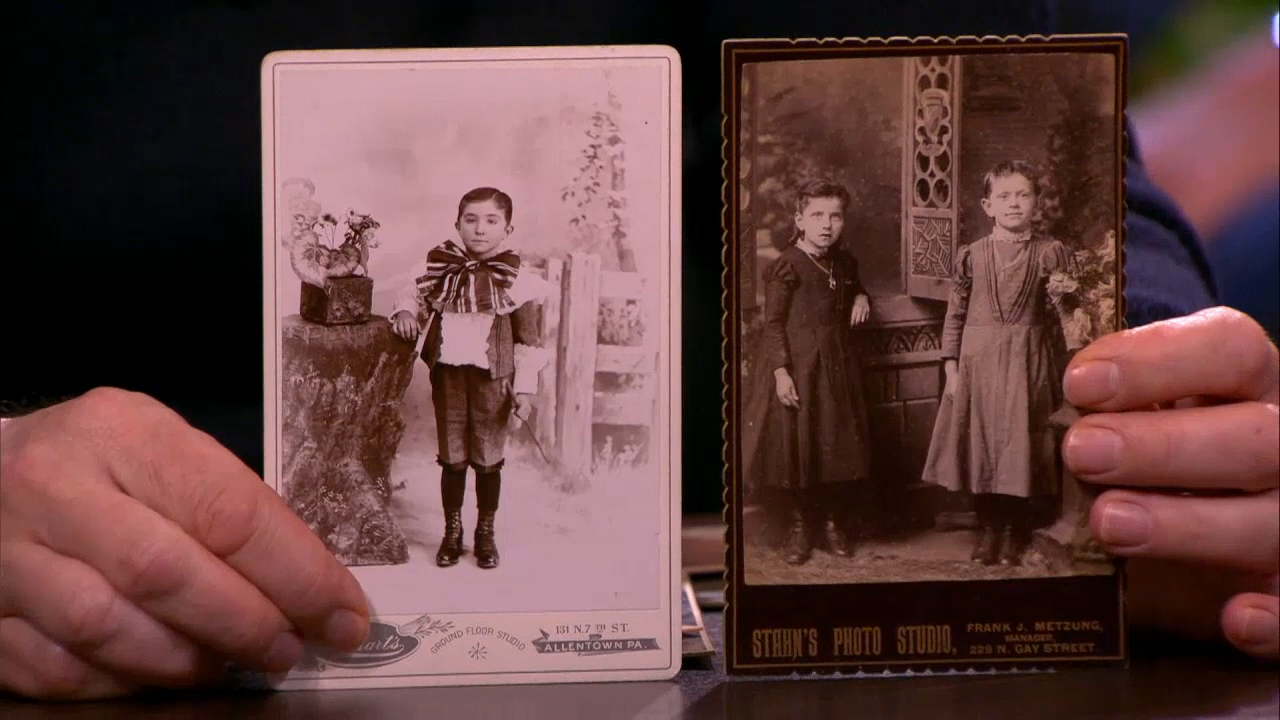 GROUND FLOOR STUDIO
131 N. 7TH ST.
ALLENTOWN PA.
STAHN'S PHOTO STUDIO,
FRANK J. METZUNG,
MANAGER,
229 N. GAY STREET.